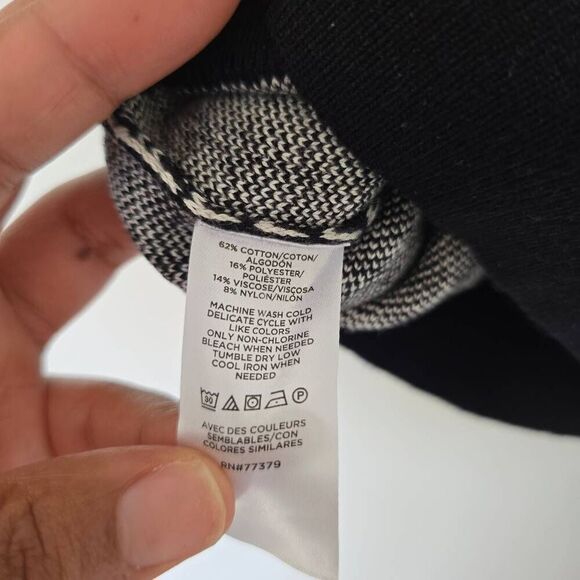 62% COTTON/COTON/
ALGODÓN
16% POLYESTER/
POLIÉSTER
14% VISCOSE/VISCOSA
8% NYLON/NILÓN
MACHINE WASH COLD
DELICATE CYCLE WITH
LIKE COLORS
ONLY NON-CHLORINE
BLEACH WHEN NEEDED
TUMBLE DRY LOW
COOL IRON WHEN
NEEDED
30 P
AVEC DES COULEURS
SEMBLABLES/CON
COLORES SIMILARES
RN#77379